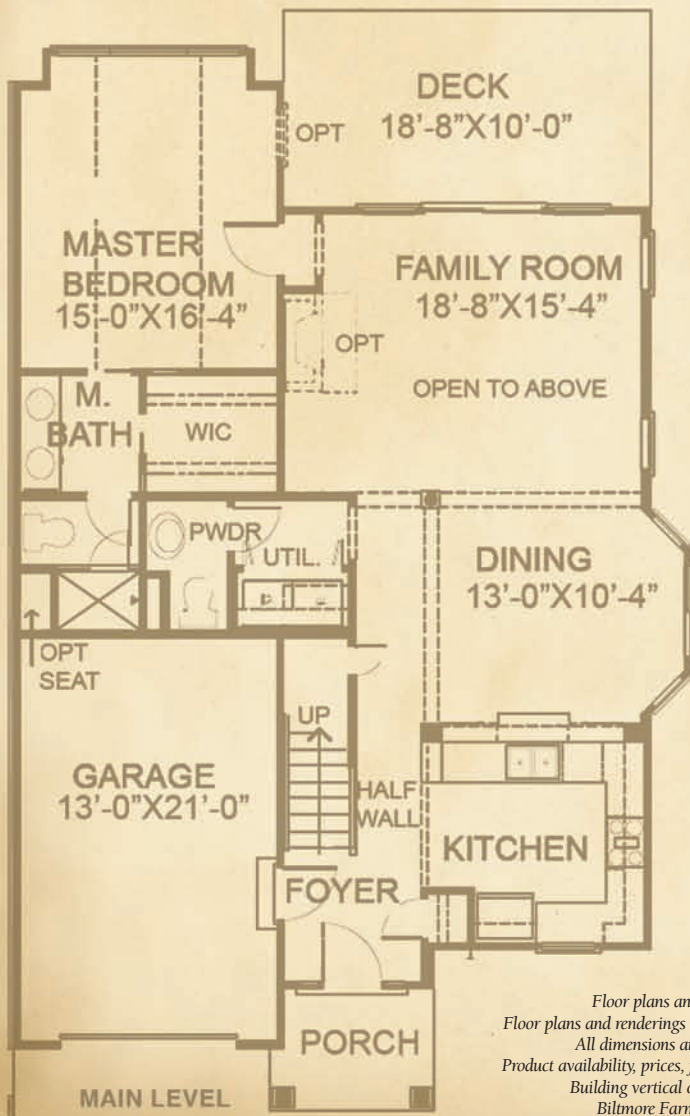 DECK
18'-8"X10'-0"
OPT
MASTER
BEDROOM
15'-0"X16'-4"
FAMILY ROOM
18'-8"X15'-4"
OPT
OPEN TO ABOVE
M.
BATH
WIC
PWDR
UTIL.
DINING
13'-0"X10'-4"
OPT
SEAT
UP
GARAGE
13'-0"X21'-0"
HALF
WALL
KITCHEN
FOYER
PORCH
MAIN LEVEL
Floor plans an
Floor plans and renderings
All dimensions a
Product availability, prices,
Building vertical
Biltmore Farm